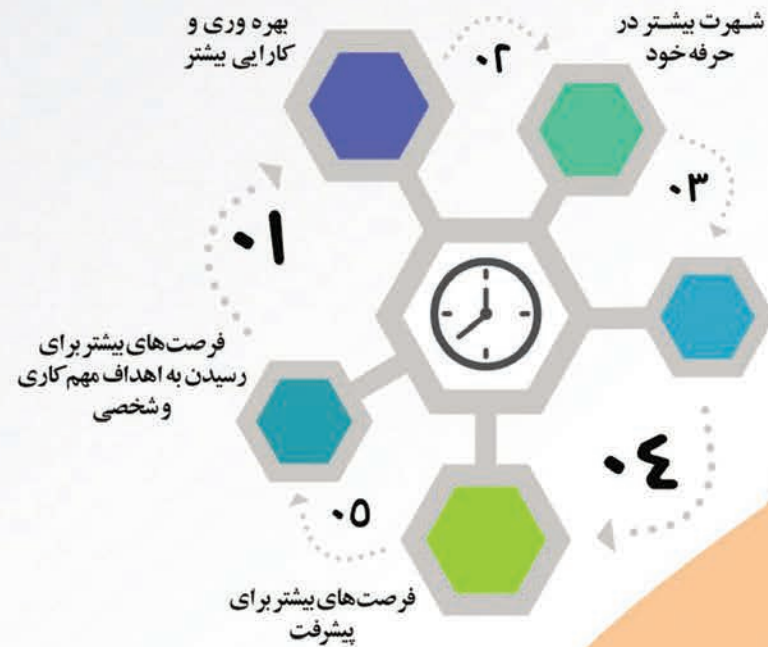 بهره وری و
کارایی بیشتر
شهرت بیشتر در
حرفه خود
۰۱
۰۲
۰۳
۰٤
۰۵
فرصت‌های بیشتر برای
رسیدن به اهداف مهم کاری
و شخصی
فرصت‌های بیشتر برای
پیشرفت